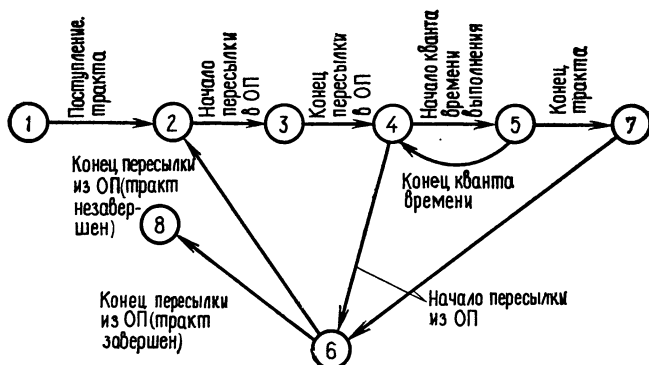 Поступление.
тракта
Начало
пересылки
в ОП
Конец
пересылки
в ОП
Начало кванта
времени
выполнения
Конец
тракта
1
2
3
4
5
7
Конец пересылки
из ОП(тракт
незавер-
шен)
8
Конец кванта
времени
Конец пересылки
из ОП(тракт
завершен)
6
Начало пересылки
из ОП